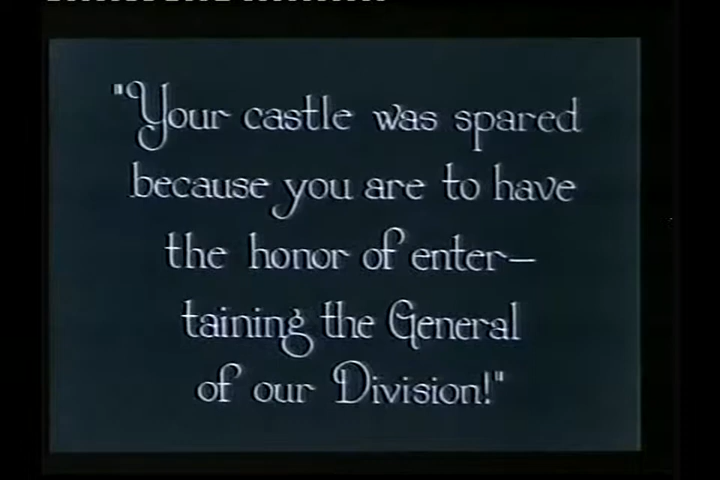 "Your castle was spared
because you are to have
the honor of enter–
taining the General
of our Division!"